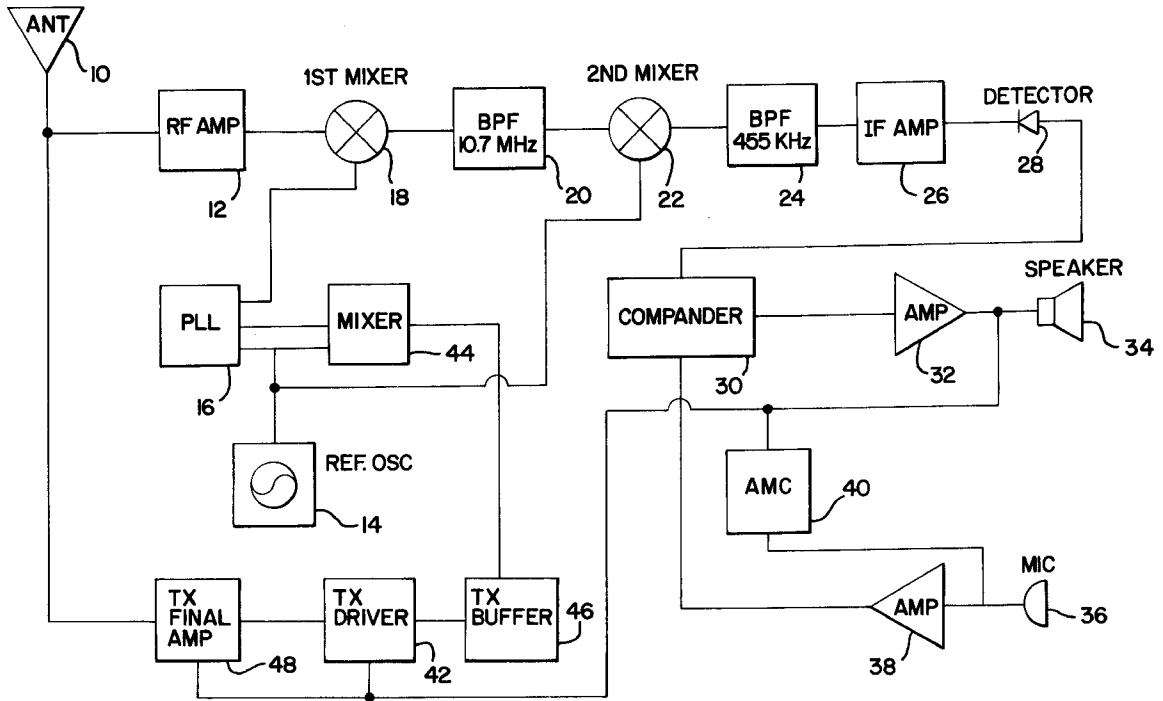 ANT
10
1ST MIXER
2ND MIXER
DETECTOR
RF AMP
BPF
10.7 MHz
BPF
455 KHz
IF AMP
12
18
20
22
24
26
28
PLL
MIXER
COMPANDER
AMP
SPEAKER
16
44
30
32
34
REF. OSC
14
AMC
40
MIC
TX
FINAL
AMP
TX
DRIVER
TX
BUFFER
46
AMP
36
48
42
38